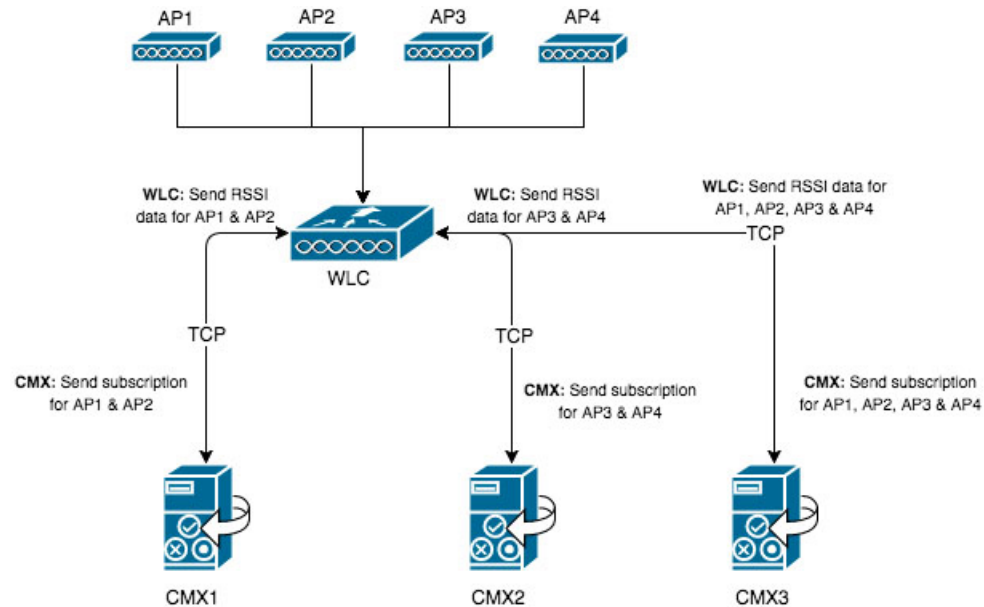 AP1
AP2
AP3
AP4
WLC: Send RSSI
data for AP1 & AP2
WLC: Send RSSI
data for AP3 & AP4
WLC: Send RSSI data for
AP1, AP2, AP3 & AP4
TCP
WLC
TCP
TCP
CMX: Send subscription
for AP1 & AP2
CMX: Send subscription
for AP3 & AP4
CMX: Send subscription
for AP1, AP2, AP3 & AP4
CMX1
CMX2
CMX3